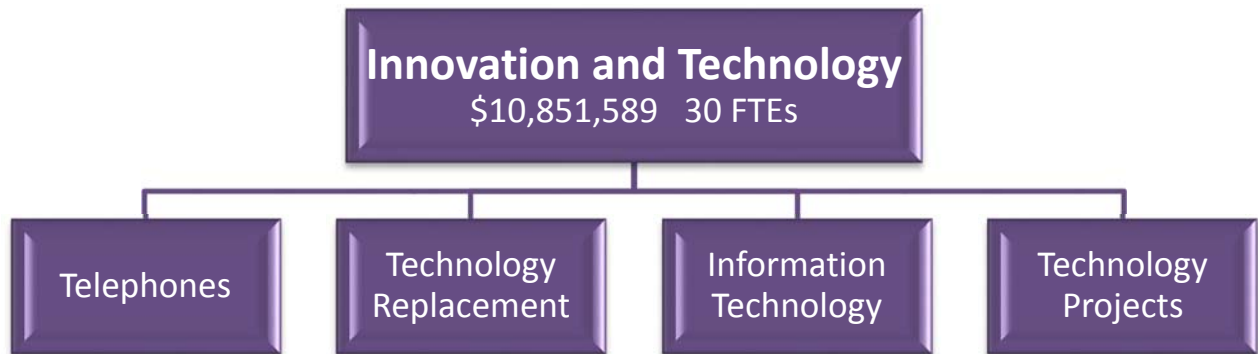 Innovation and Technology
$10,851,589 30 FTEs
Telephones
Technology
Replacement
Information
Technology
Technology
Projects